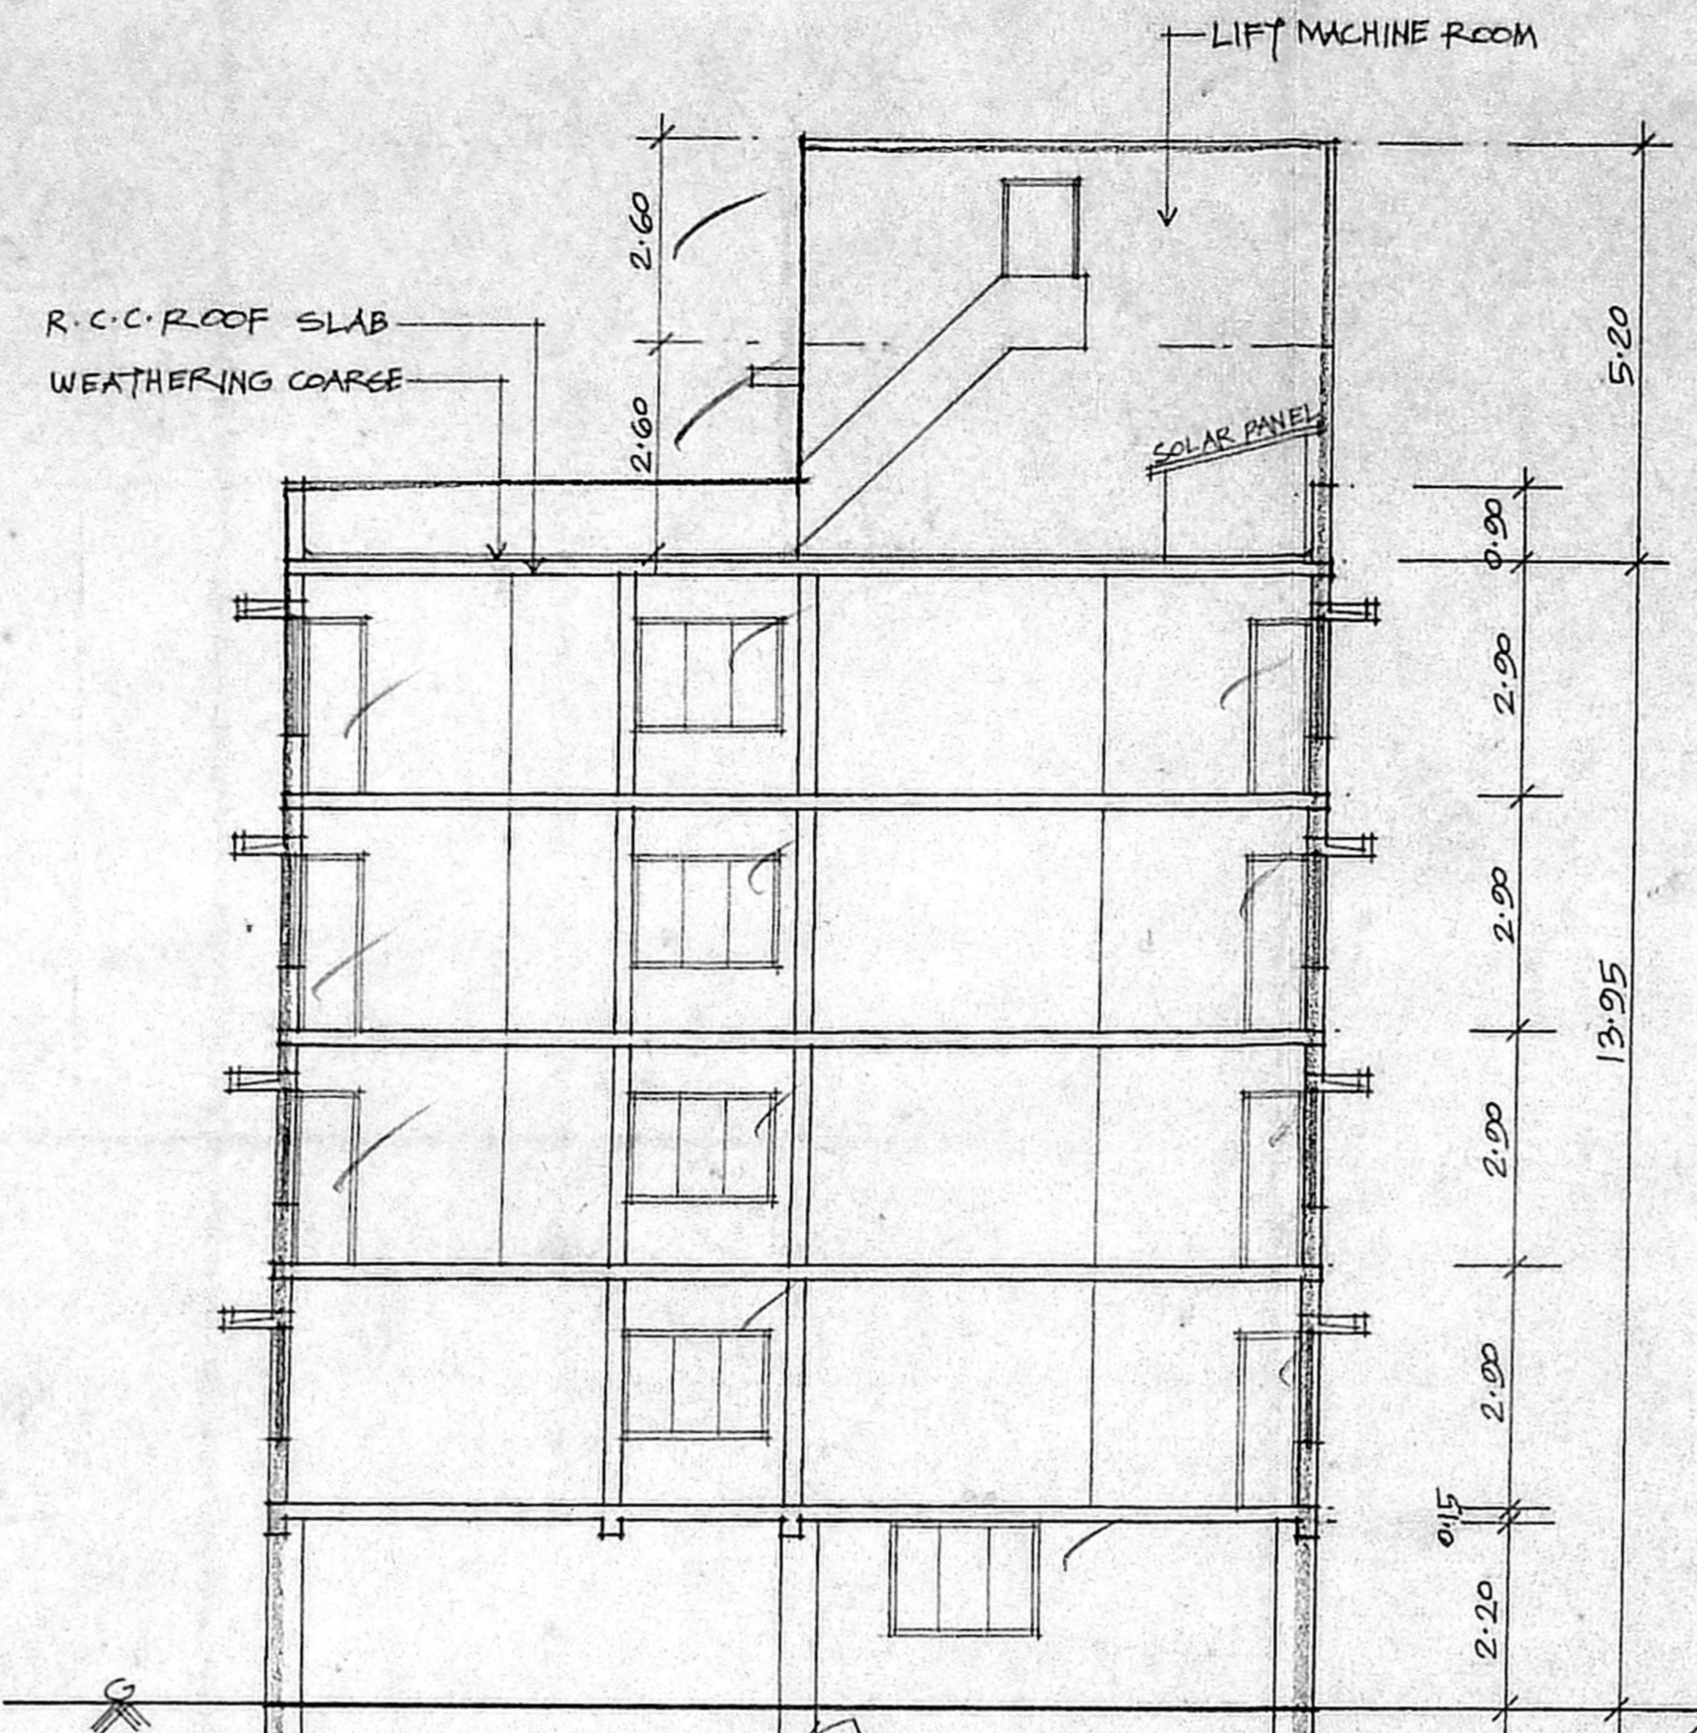 LIFT MACHINE ROOM
2.60
R.C.C. ROOF SLAB
5.20
WEATHERING COARSE
2.60
SOLAR PANEL
0.90
2.90
2.90
13.95
2.90
2.90
0.15
2.20
G